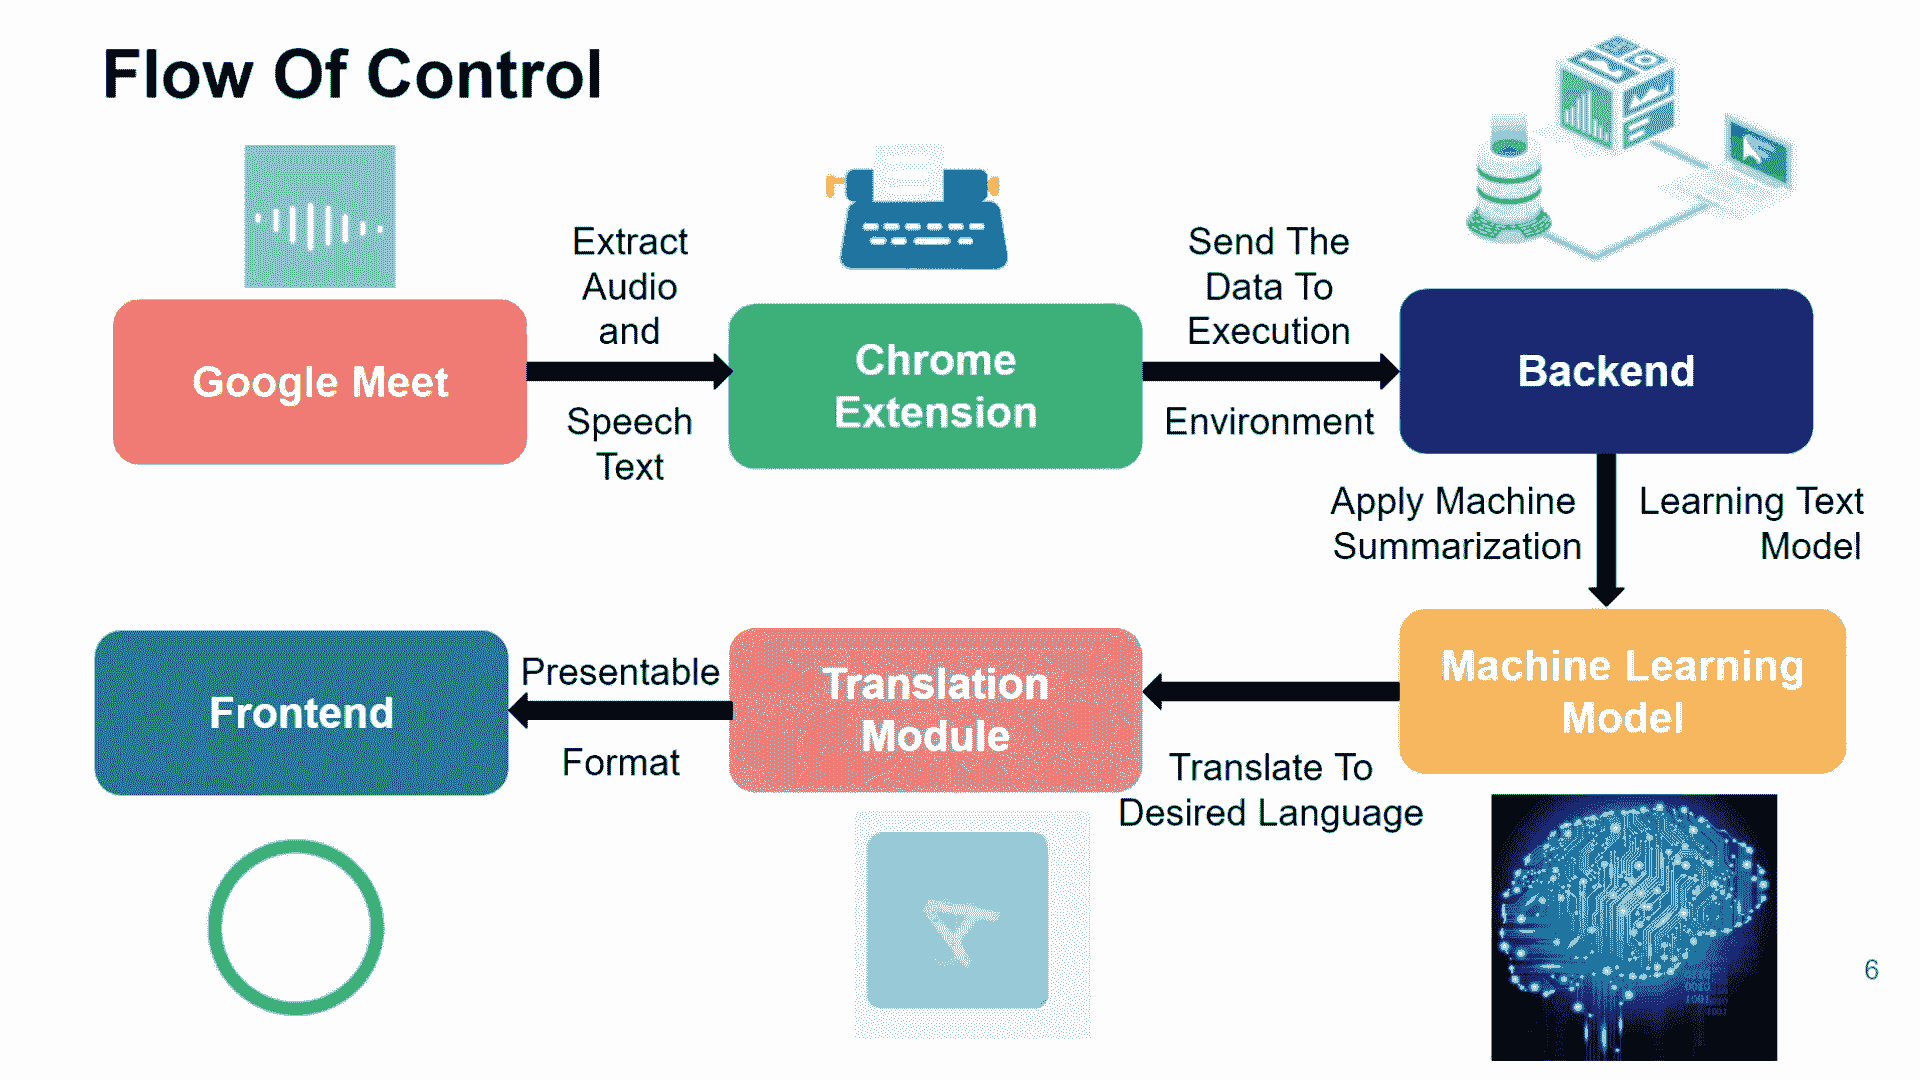 Flow Of Control
Google Meet
Extract
Audio
and
Speech
Text
Chrome
Extension
Send The
Data To
Execution
Environment
Backend
Apply Machine
Summarization
Learning Text
Model
Machine Learning
Model
Translate To
Desired Language
Translation
Module
Presentable
Format
Frontend
6